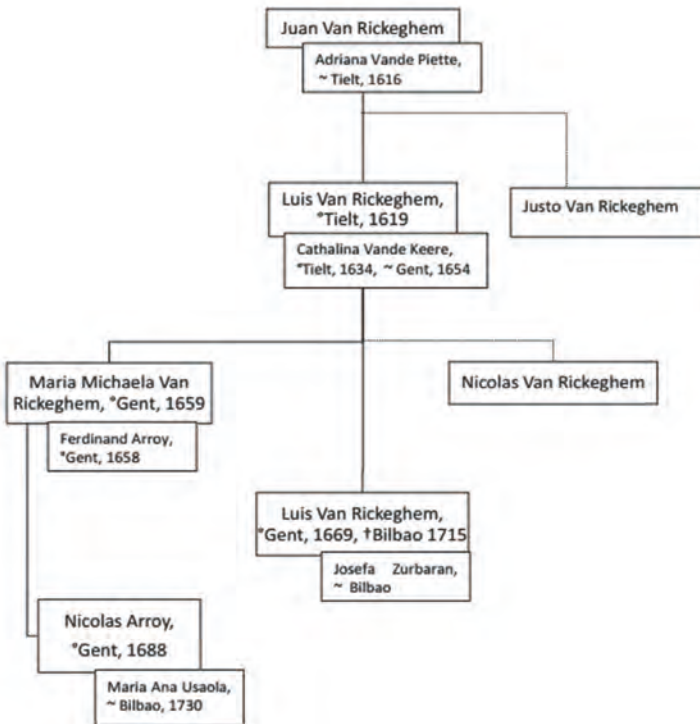 Juan Van Rickeghem
Adriana Vande Piette,
~ Tielt, 1616
Luis Van Rickeghem,
*Tielt, 1619
Justo Van Rickeghem
Cathalina Vande Keere,
*Tielt, 1634, ~ Gent, 1654
Maria Michaela Van
Rickeghem, *Gent, 1659
Nicolas Van Rickeghem
Ferdinand Arroy,
*Gent, 1658
Luis Van Rickeghem,
*Gent, 1669, †Bilbao 1715
Josefa Zurbaran,
~ Bilbao
Nicolas Arroy,
*Gent, 1688
Maria Ana Usaola,
~ Bilbao, 1730